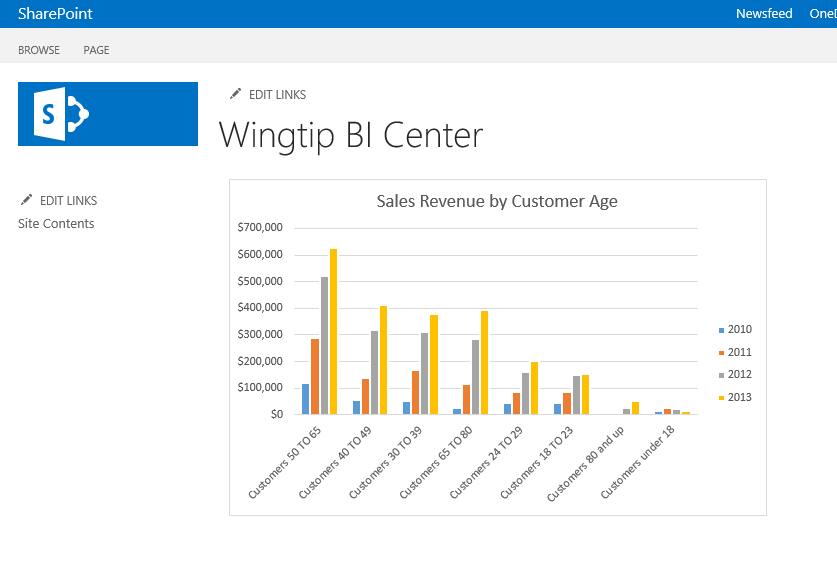 SharePoint
Newsfeed OneD
BROWSE PAGE
S
EDIT LINKS
Wingtip BI Center
EDIT LINKS
Site Contents
Sales Revenue by Customer Age
$700,000
$600,000
$500,000
$400,000
$300,000
$200,000
$100,000
$0
2010
2011
2012
2013
Customers 50 TO 65
Customers 40 TO 49
Customers 30 TO 39
Customers 65 TO 80
Customers 24 TO 29
Customers 18 TO 23
Customers 80 and up
Customers under 18